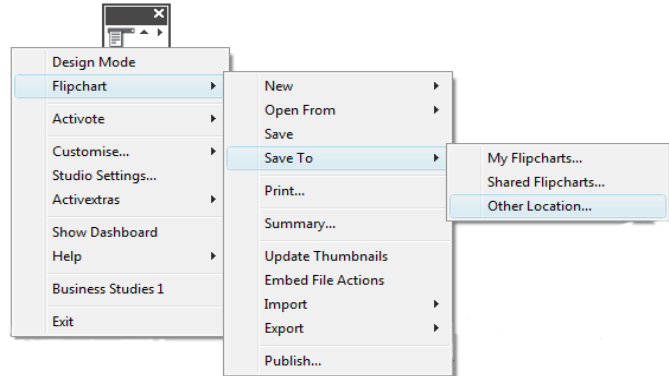 Design Mode
Flipchart
Activote
Customise...
Studio Settings...
Activextras
Show Dashboard
Help
Business Studies 1
Exit
New
Open From
Save
Save To
Print...
Summary...
Update Thumbnails
Embed File Actions
Import
Export
Publish...
My Flipcharts...
Shared Flipcharts...
Other Location...